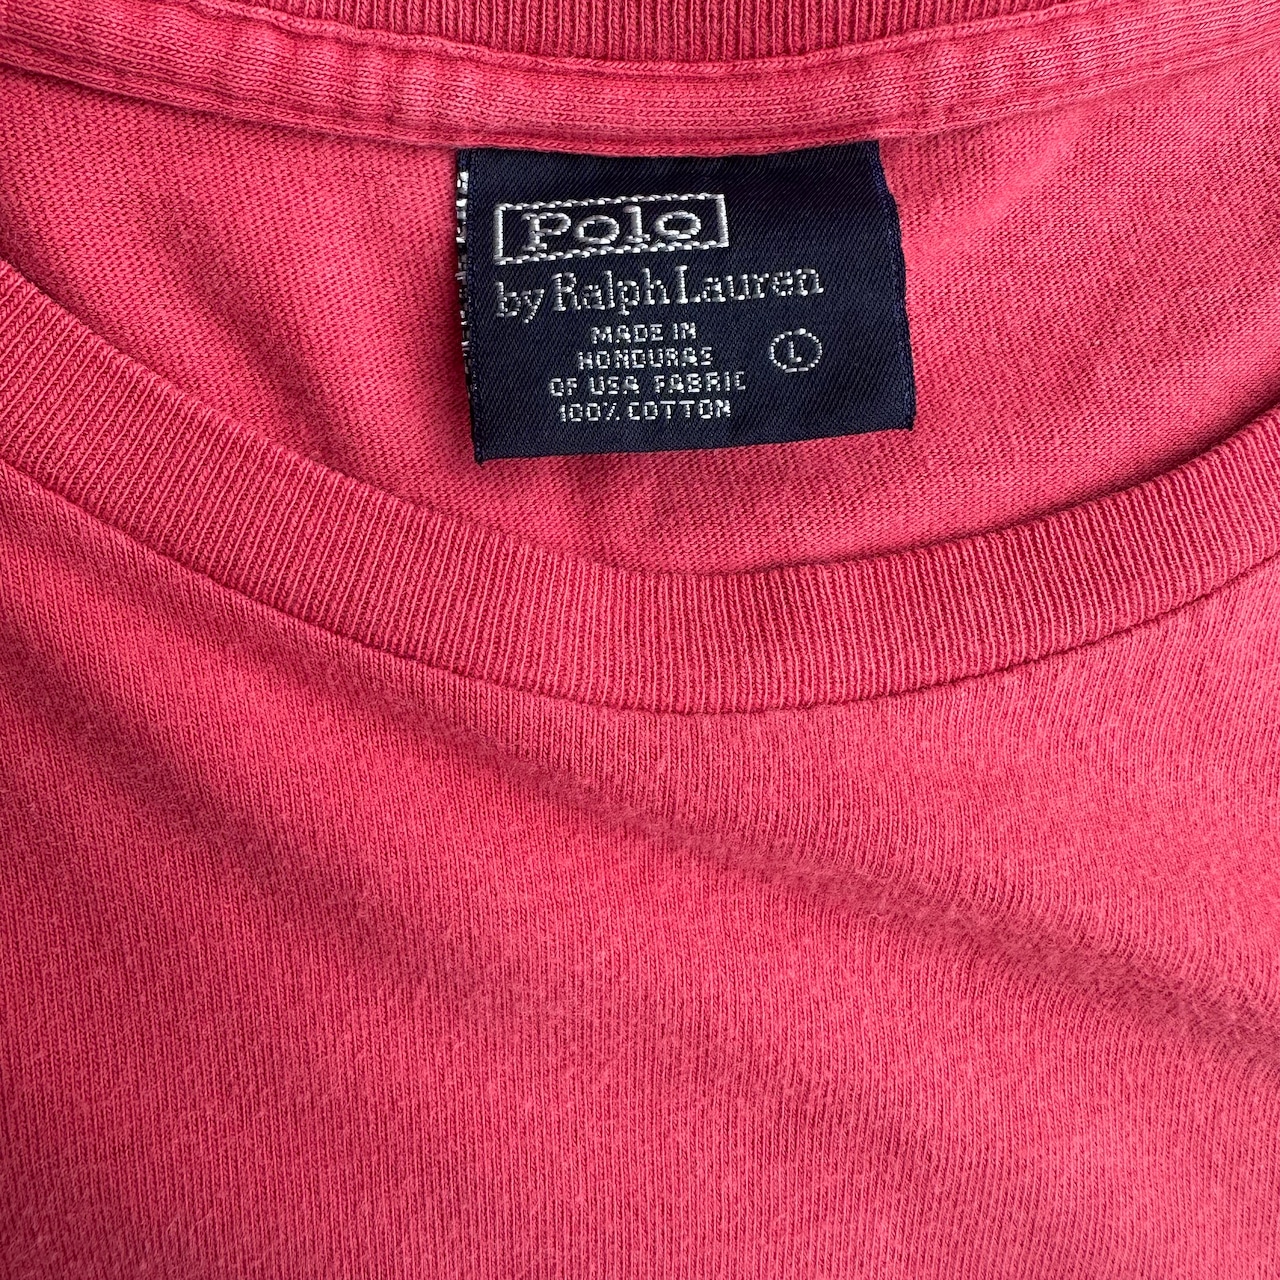 Polo
by Ralph Lauren
MADE IN
HONDURAS
OF USA FABRIC
100% COTTON
L